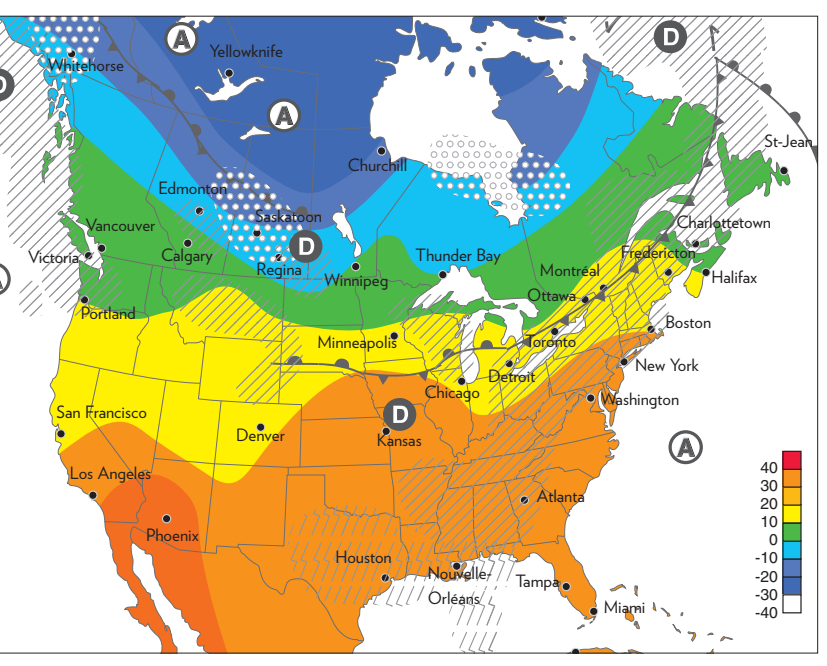 D
A
Yellowknife
Whitehorse
D
A
St-Jean
Churchill
Edmonton
Saskatoon
Charlottetown
Vancouver
D
Fredericton
Victoria
Calgary
Regina
Winnipeg
Thunder Bay
Montréal
Halifax
Ottawa
Portland
Boston
Minneapolis
Toronto
New York
Detroit
Chicago
Washington
San Francisco
D
Denver
Kansas
A
Los Angeles
Atlanta
Phoenix
Houston
Nouvelle-
Orléans
Tampa
Miami
40
30
20
10
0
-10
-20
-30
-40